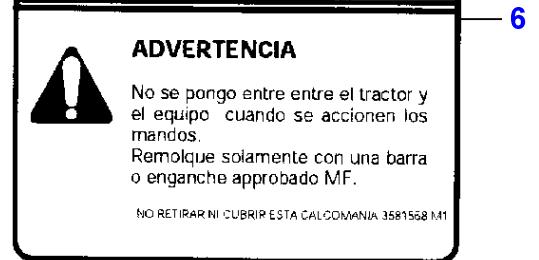 6
ADVERTENCIA
No se pongo entre entre el tractor y
el equipo cuando se accionen los
mandos.
Remolque solamente con una barra
o enganche approbado MF.
NO RETIRAR NI CUBRIR ESTA CALCOMANIA 3581568 M1